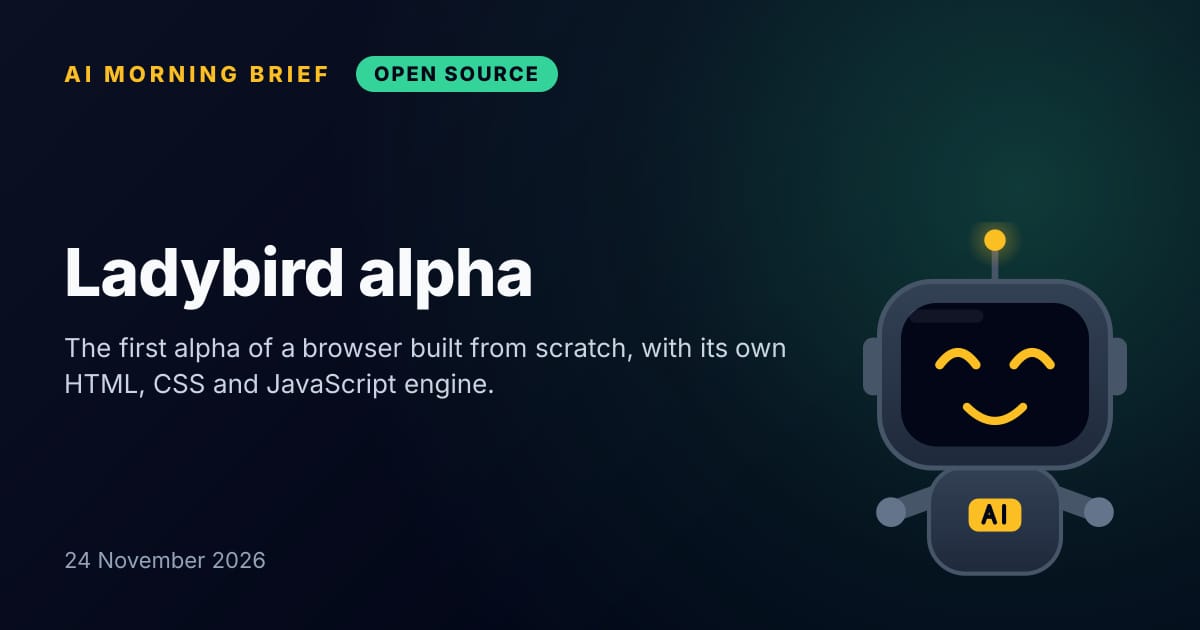 AI MORNING BRIEF
OPEN SOURCE
Ladybird alpha
The first alpha of a browser built from scratch, with its own
HTML, CSS and JavaScript engine.
AI
24 November 2026